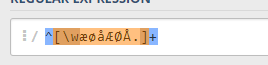 REGULAR EXPRESSION
/ ^[\wæøåÆØÅ.]+